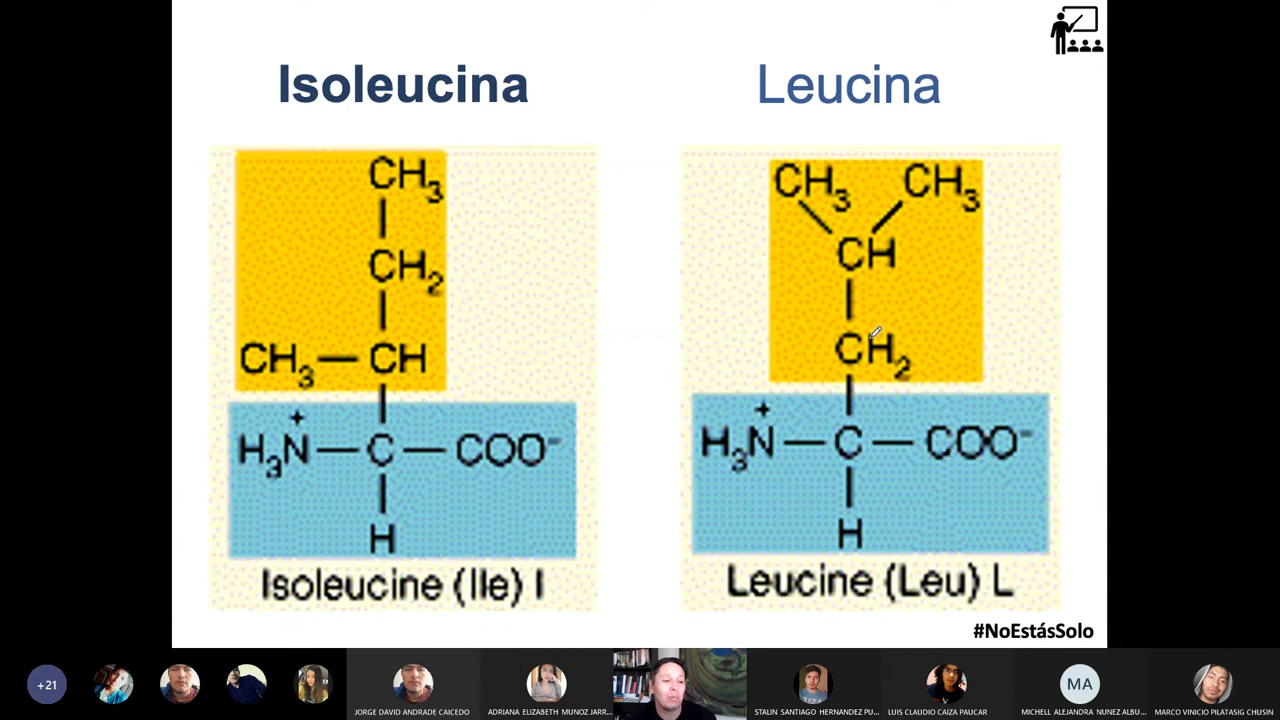 Isoleucina
Leucina
CH3
CH2
CH3 CH
H3N+ C COO-
H
Isoleucine (Ile) I
CH3 CH3
CH
CH2
H3N+ C COO-
H
Leucine (Leu) L
#NoEstásSolo
+21
JORGE DAVID ANDRADE CAICEDO
ADRIANA ELIZABETH MUNOZ JARR...
STALIN SANTIAGO HERNANDEZ PU...
LUIS CLAUDIO CAIZA PAUCAR
MA
MICHELL ALEJANDRA NUNEZ ALBU...
MARCO VINICIO PILATASIG CHUSIN